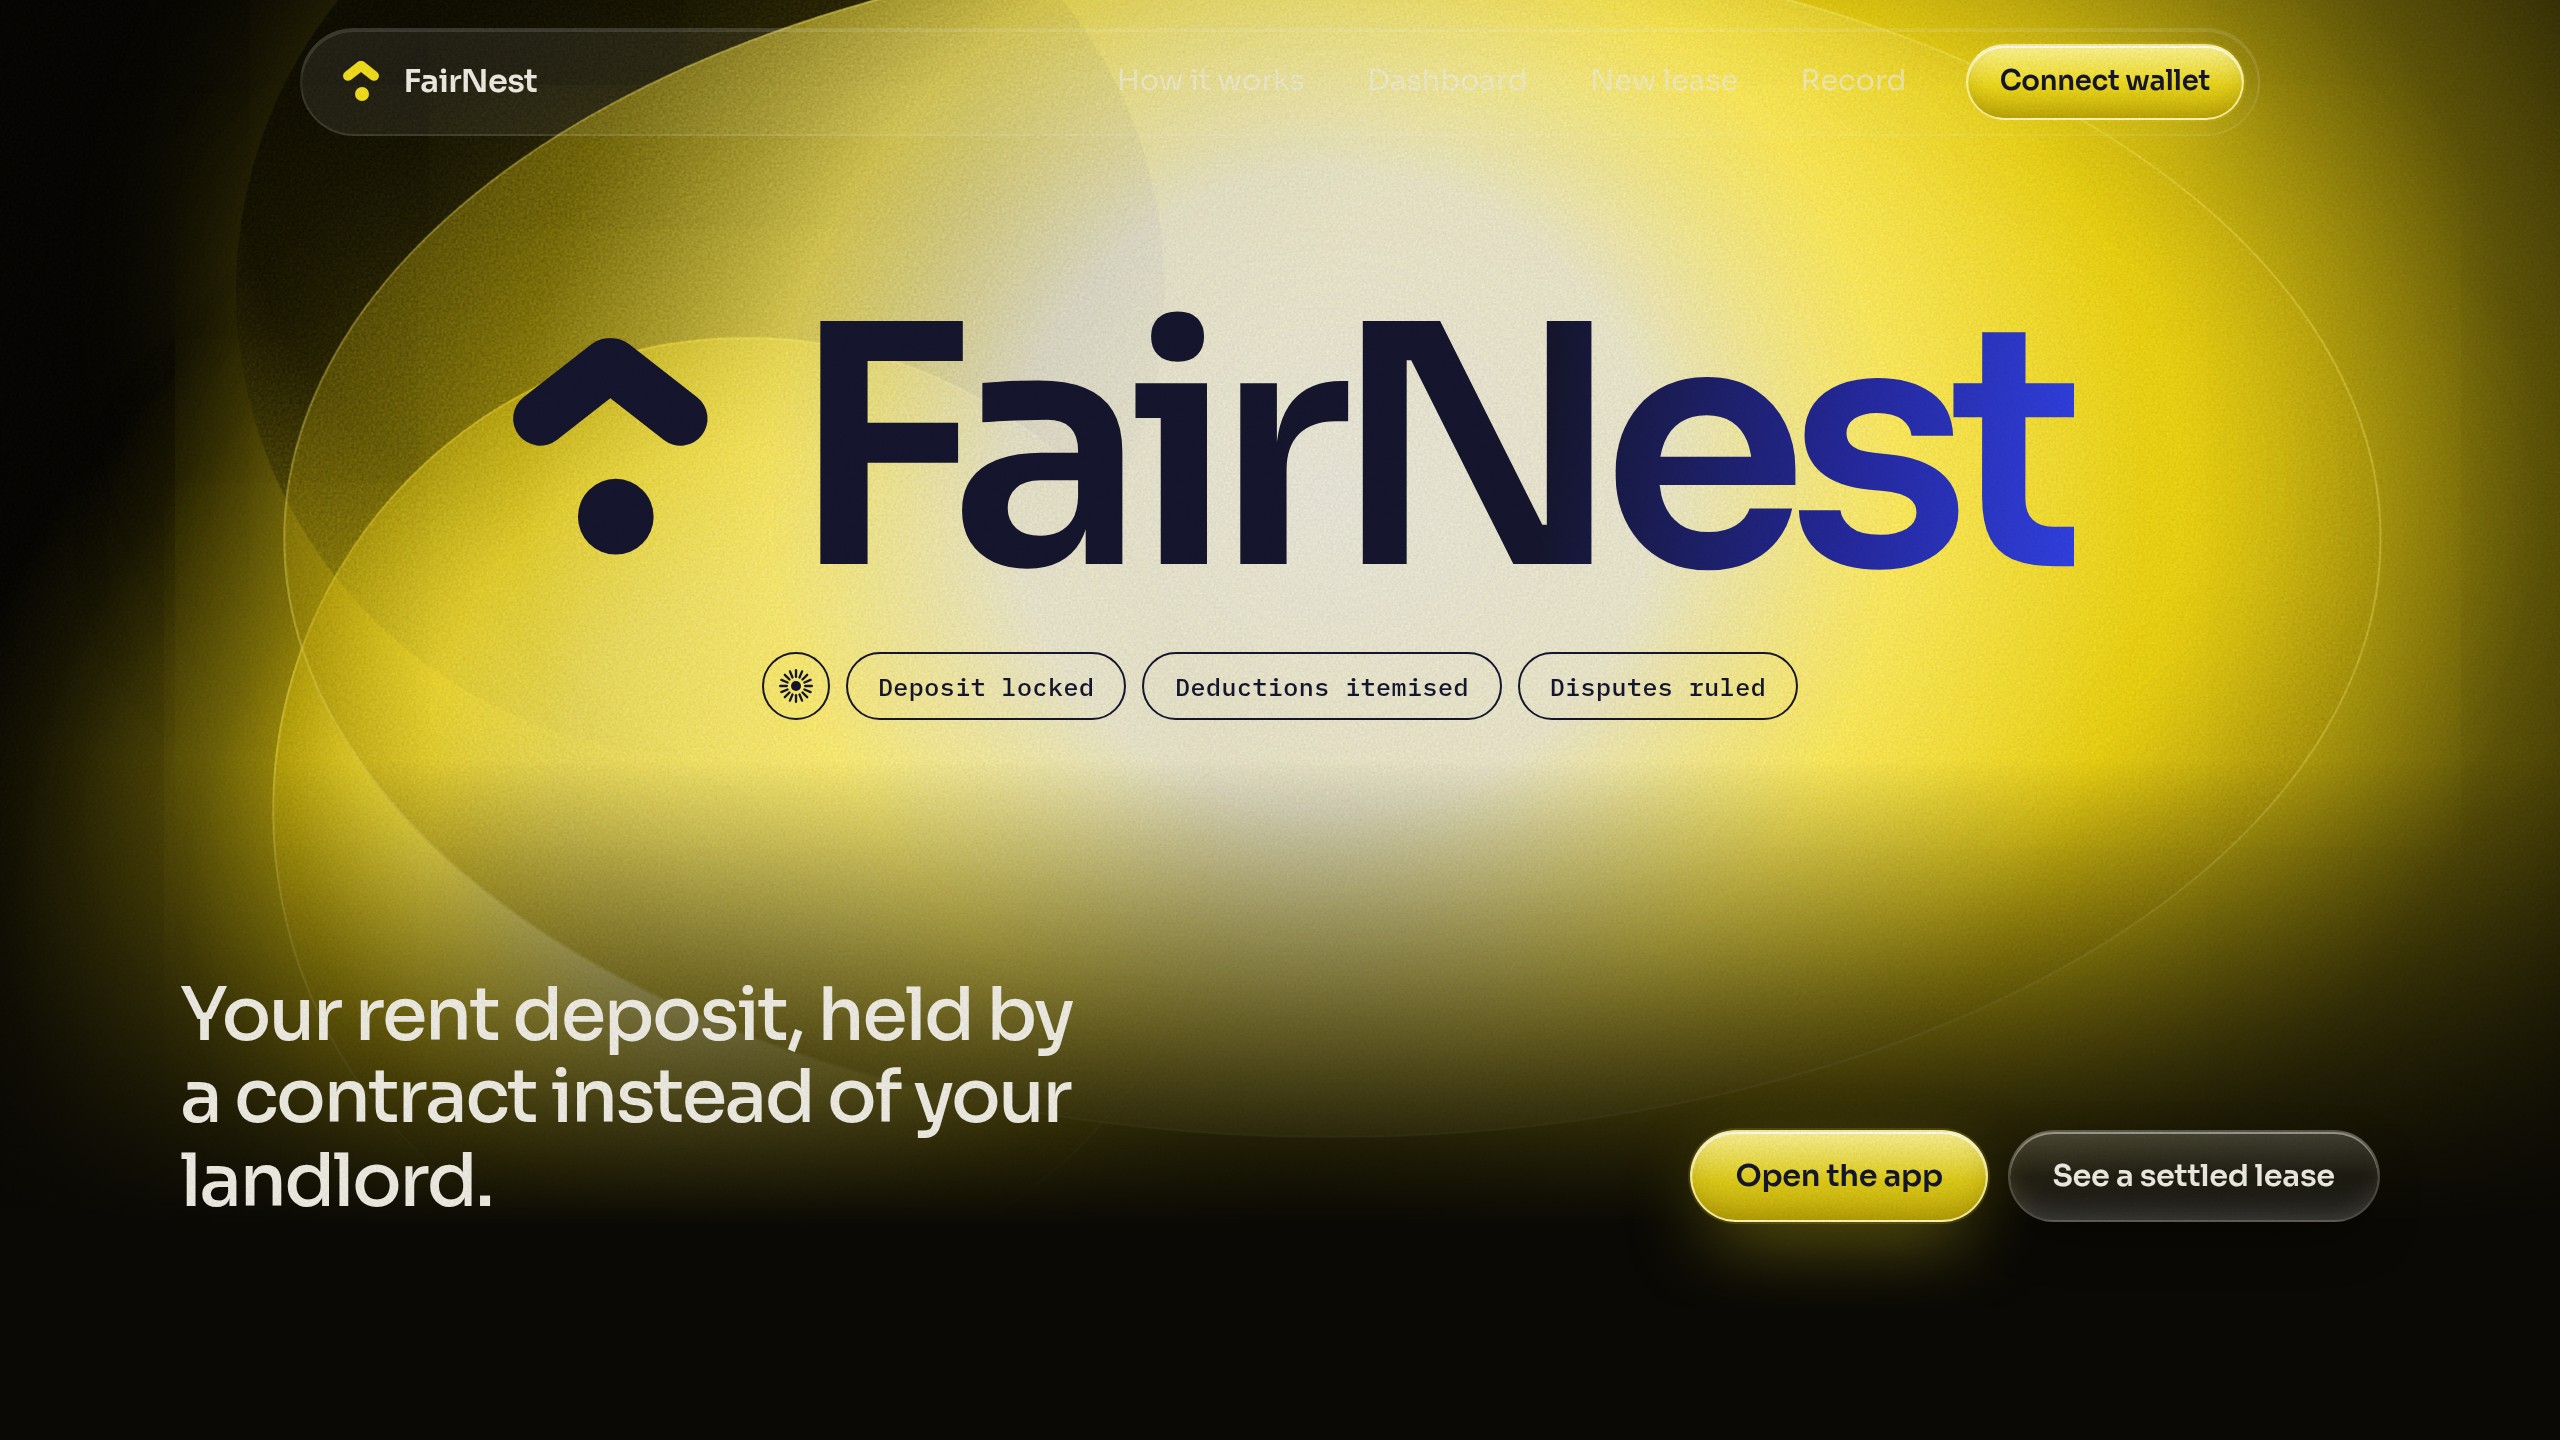 FairNest
How it works
Dashboard
New lease
Record
Connect wallet
FairNest
Deposit locked
Deductions itemised
Disputes ruled
Your rent deposit, held by
a contract instead of your
landlord.
Open the app
See a settled lease